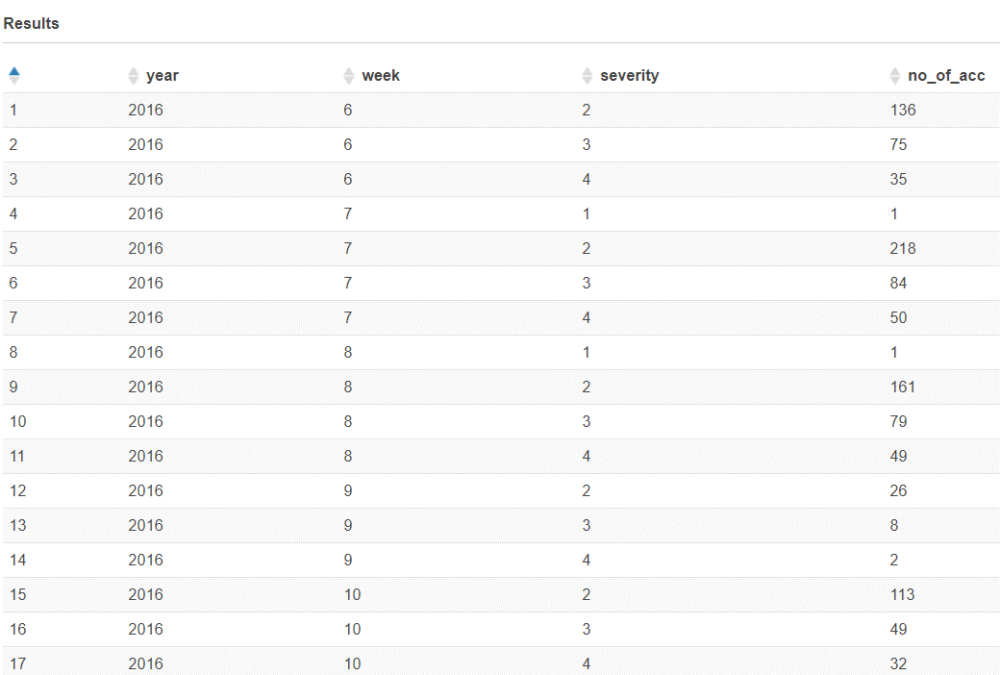 Results
year week severity no_of_acc
1 2016 6 2 136
2 2016 6 3 75
3 2016 6 4 35
4 2016 7 1 1
5 2016 7 2 218
6 2016 7 3 84
7 2016 7 4 50
8 2016 8 1 1
9 2016 8 2 161
10 2016 8 3 79
11 2016 8 4 49
12 2016 9 2 26
13 2016 9 3 8
14 2016 9 4 2
15 2016 10 2 113
16 2016 10 3 49
17 2016 10 4 32